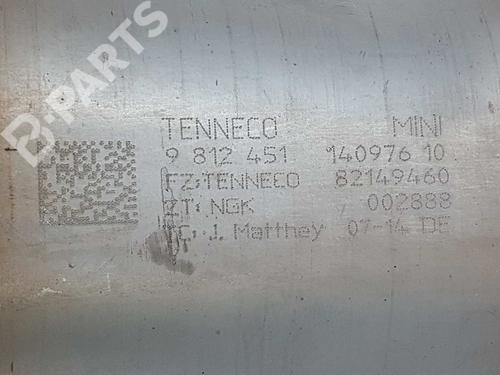 B-PARTS
TENNECO MINI
9 812 451 140976 10
FZ:TENNECO 82149460
ZT: NGK 002888
C: J. Matthey 07-14 DE